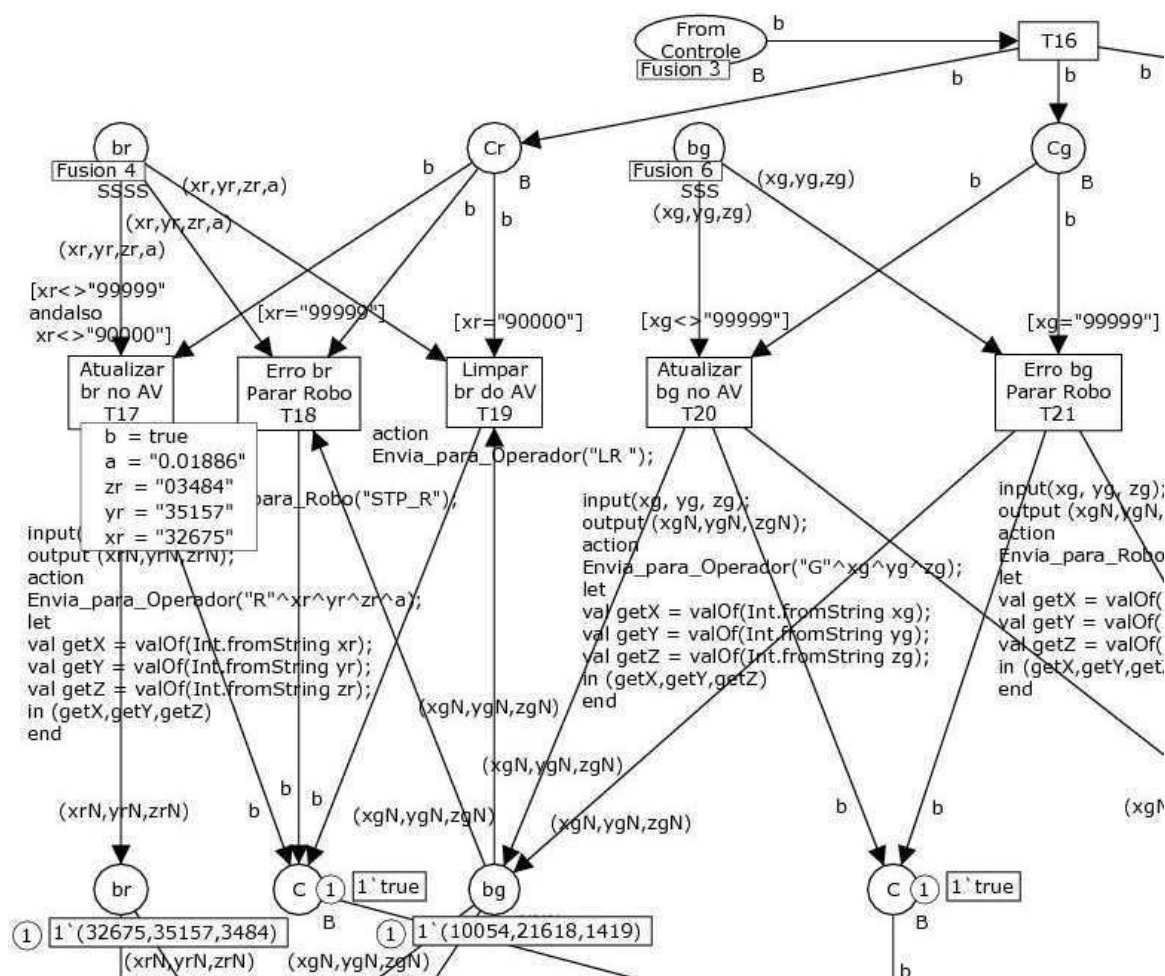 From
Controle
Fusion 3
B
b
T16
b
b
b
br
Fusion 4
SSSS
Cr
B
bg
Fusion 6
SSS
Cg
B
(xr,yr,zr,a)
(xr,yr,zr,a)
(xr,yr,zr,a)
b
b
b
(xg,yg,zg)
(xg,yg,zg)
b
b
[xr<>"99999"
andalso
xr<>"90000"]
[xr="99999"]
[xr="90000"]
[xg<>"99999"]
[xg="99999"]
Atualizar
br no AV
T17
Erro br
Parar Robo
T18
Limpar
br do AV
T19
Atualizar
bg no AV
T20
Erro bg
Parar Robo
T21
b = true
a = "0.01886"
zr = "03484"
yr = "35157"
xr = "32675"
action
Envia_para_Operador("LR ");
para_Robo("STP_R");
input(
output (xrN,yrN,zrN);
action
Envia_para_Operador("R"^xr^yr^zr^a);
let
val getX = valOf(Int.fromString xr);
val getY = valOf(Int.fromString yr);
val getZ = valOf(Int.fromString zr);
in (getX,getY,getZ)
end
input(xg, yg, zg);
output (xgN,ygN, zgN);
action
Envia_para_Operador("G"^xg^yg^zg);
let
val getX = valOf(Int.fromString xg);
val getY = valOf(Int.fromString yg);
val getZ = valOf(Int.fromString zg);
in (getX,getY,getZ)
end
input(xg, yg, zg);
output (xgN,ygN,
action
Envia_para_Robo
let
val getX = valOf(
val getY = valOf(
val getZ = valOf(
in (getX,getY,getZ
end
(xgN,ygN,zgN)
(xgN,ygN,zgN)
(xrN,yrN,zrN)
b
b
b
(xgN,ygN,zgN)
(xgN,ygN,zgN)
b
b
(xgN
br
1
1`(32675,35157,3484)
C
1
1`true
B
bg
1
1`(10054,21618,1419)
C
1
1`true
B
(xrN,yrN,zrN)
(xgN,ygN,zgN)
b